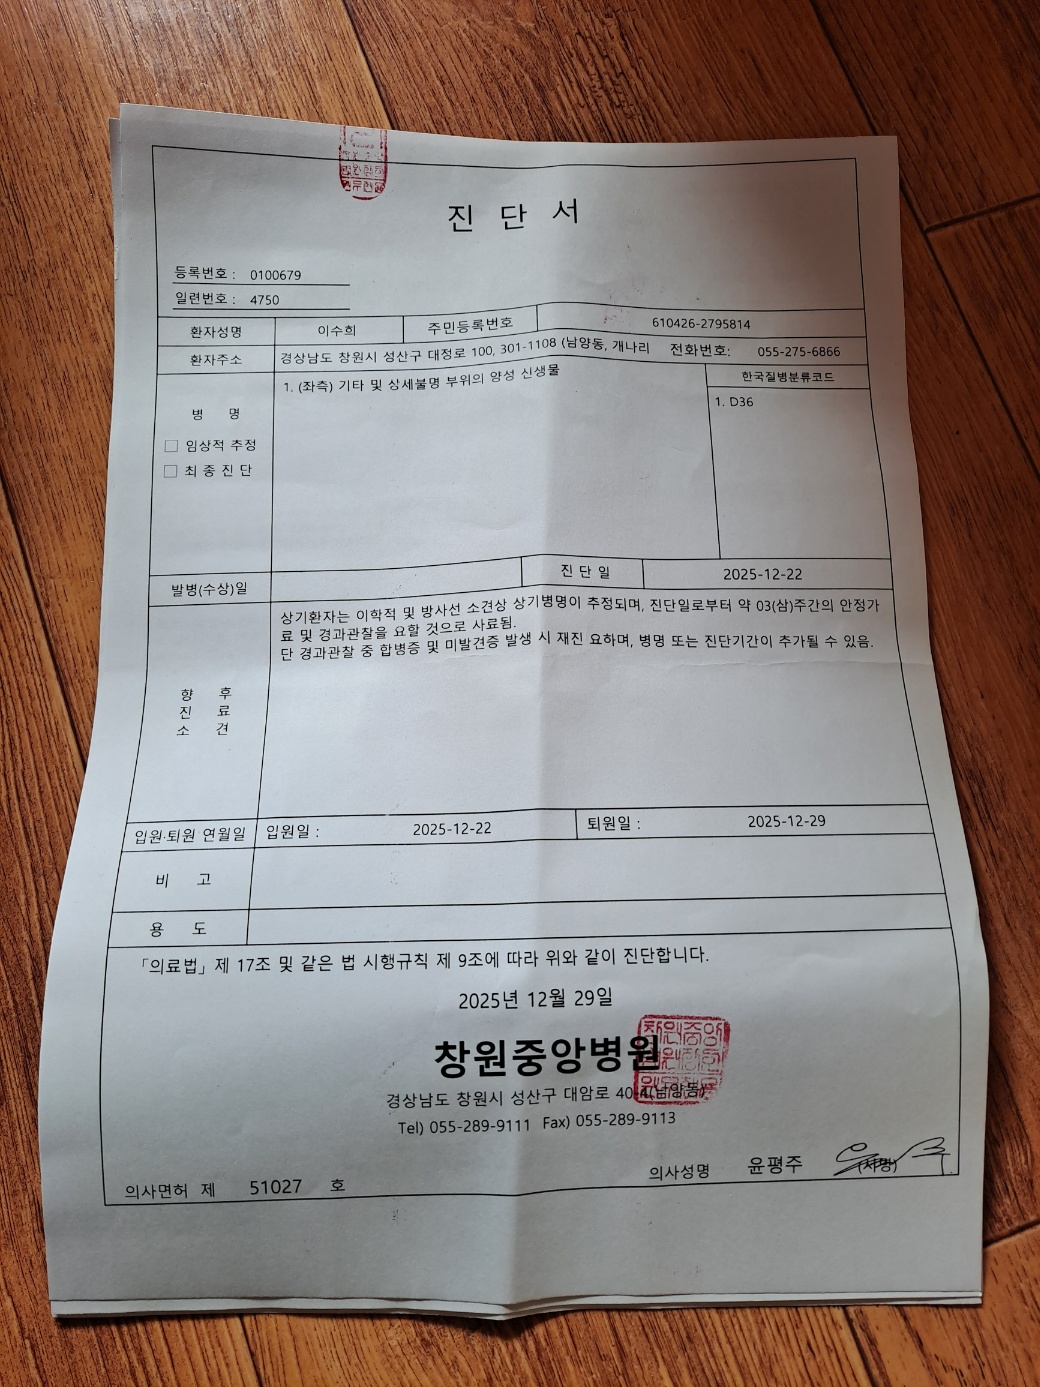 진 단 서
등록번호 : 0100679
일련번호 : 4750
환자성명 이수희 주민등록번호 610426-2795814
환자주소 경상남도 창원시 성산구 대정로 100, 301-1108 (남양동, 개나리 전화번호: 055-275-6866
병 명
□ 임상적 추정
□ 최 종 진 단
1. (좌측) 기타 및 상세불명 부위의 양성 신생물
한국질병분류코드
1. D36
발병(수상)일 진 단 일 2025-12-22
향 후
진 료
소 견
상기환자는 이학적 및 방사선 소견상 상기병명이 추정되며, 진단일로부터 약 03(삼)주간의 안정가
료 및 경과관찰을 요할 것으로 사료됨.
단 경과관찰 중 합병증 및 미발견증 발생 시 재진 요하며, 병명 또는 진단기간이 추가될 수 있음.
입원·퇴원 연월일 입원일 : 2025-12-22 퇴원일 : 2025-12-29
비 고
용 도
「의료법」제 17조 및 같은 법 시행규칙 제 9조에 따라 위와 같이 진단합니다.
2025년 12월 29일
창원중앙병원
경상남도 창원시 성산구 대암로 40-4(남양동)
Tel) 055-289-9111 Fax) 055-289-9113
의사성명 윤평주 (서명)
의사면허 제 51027 호